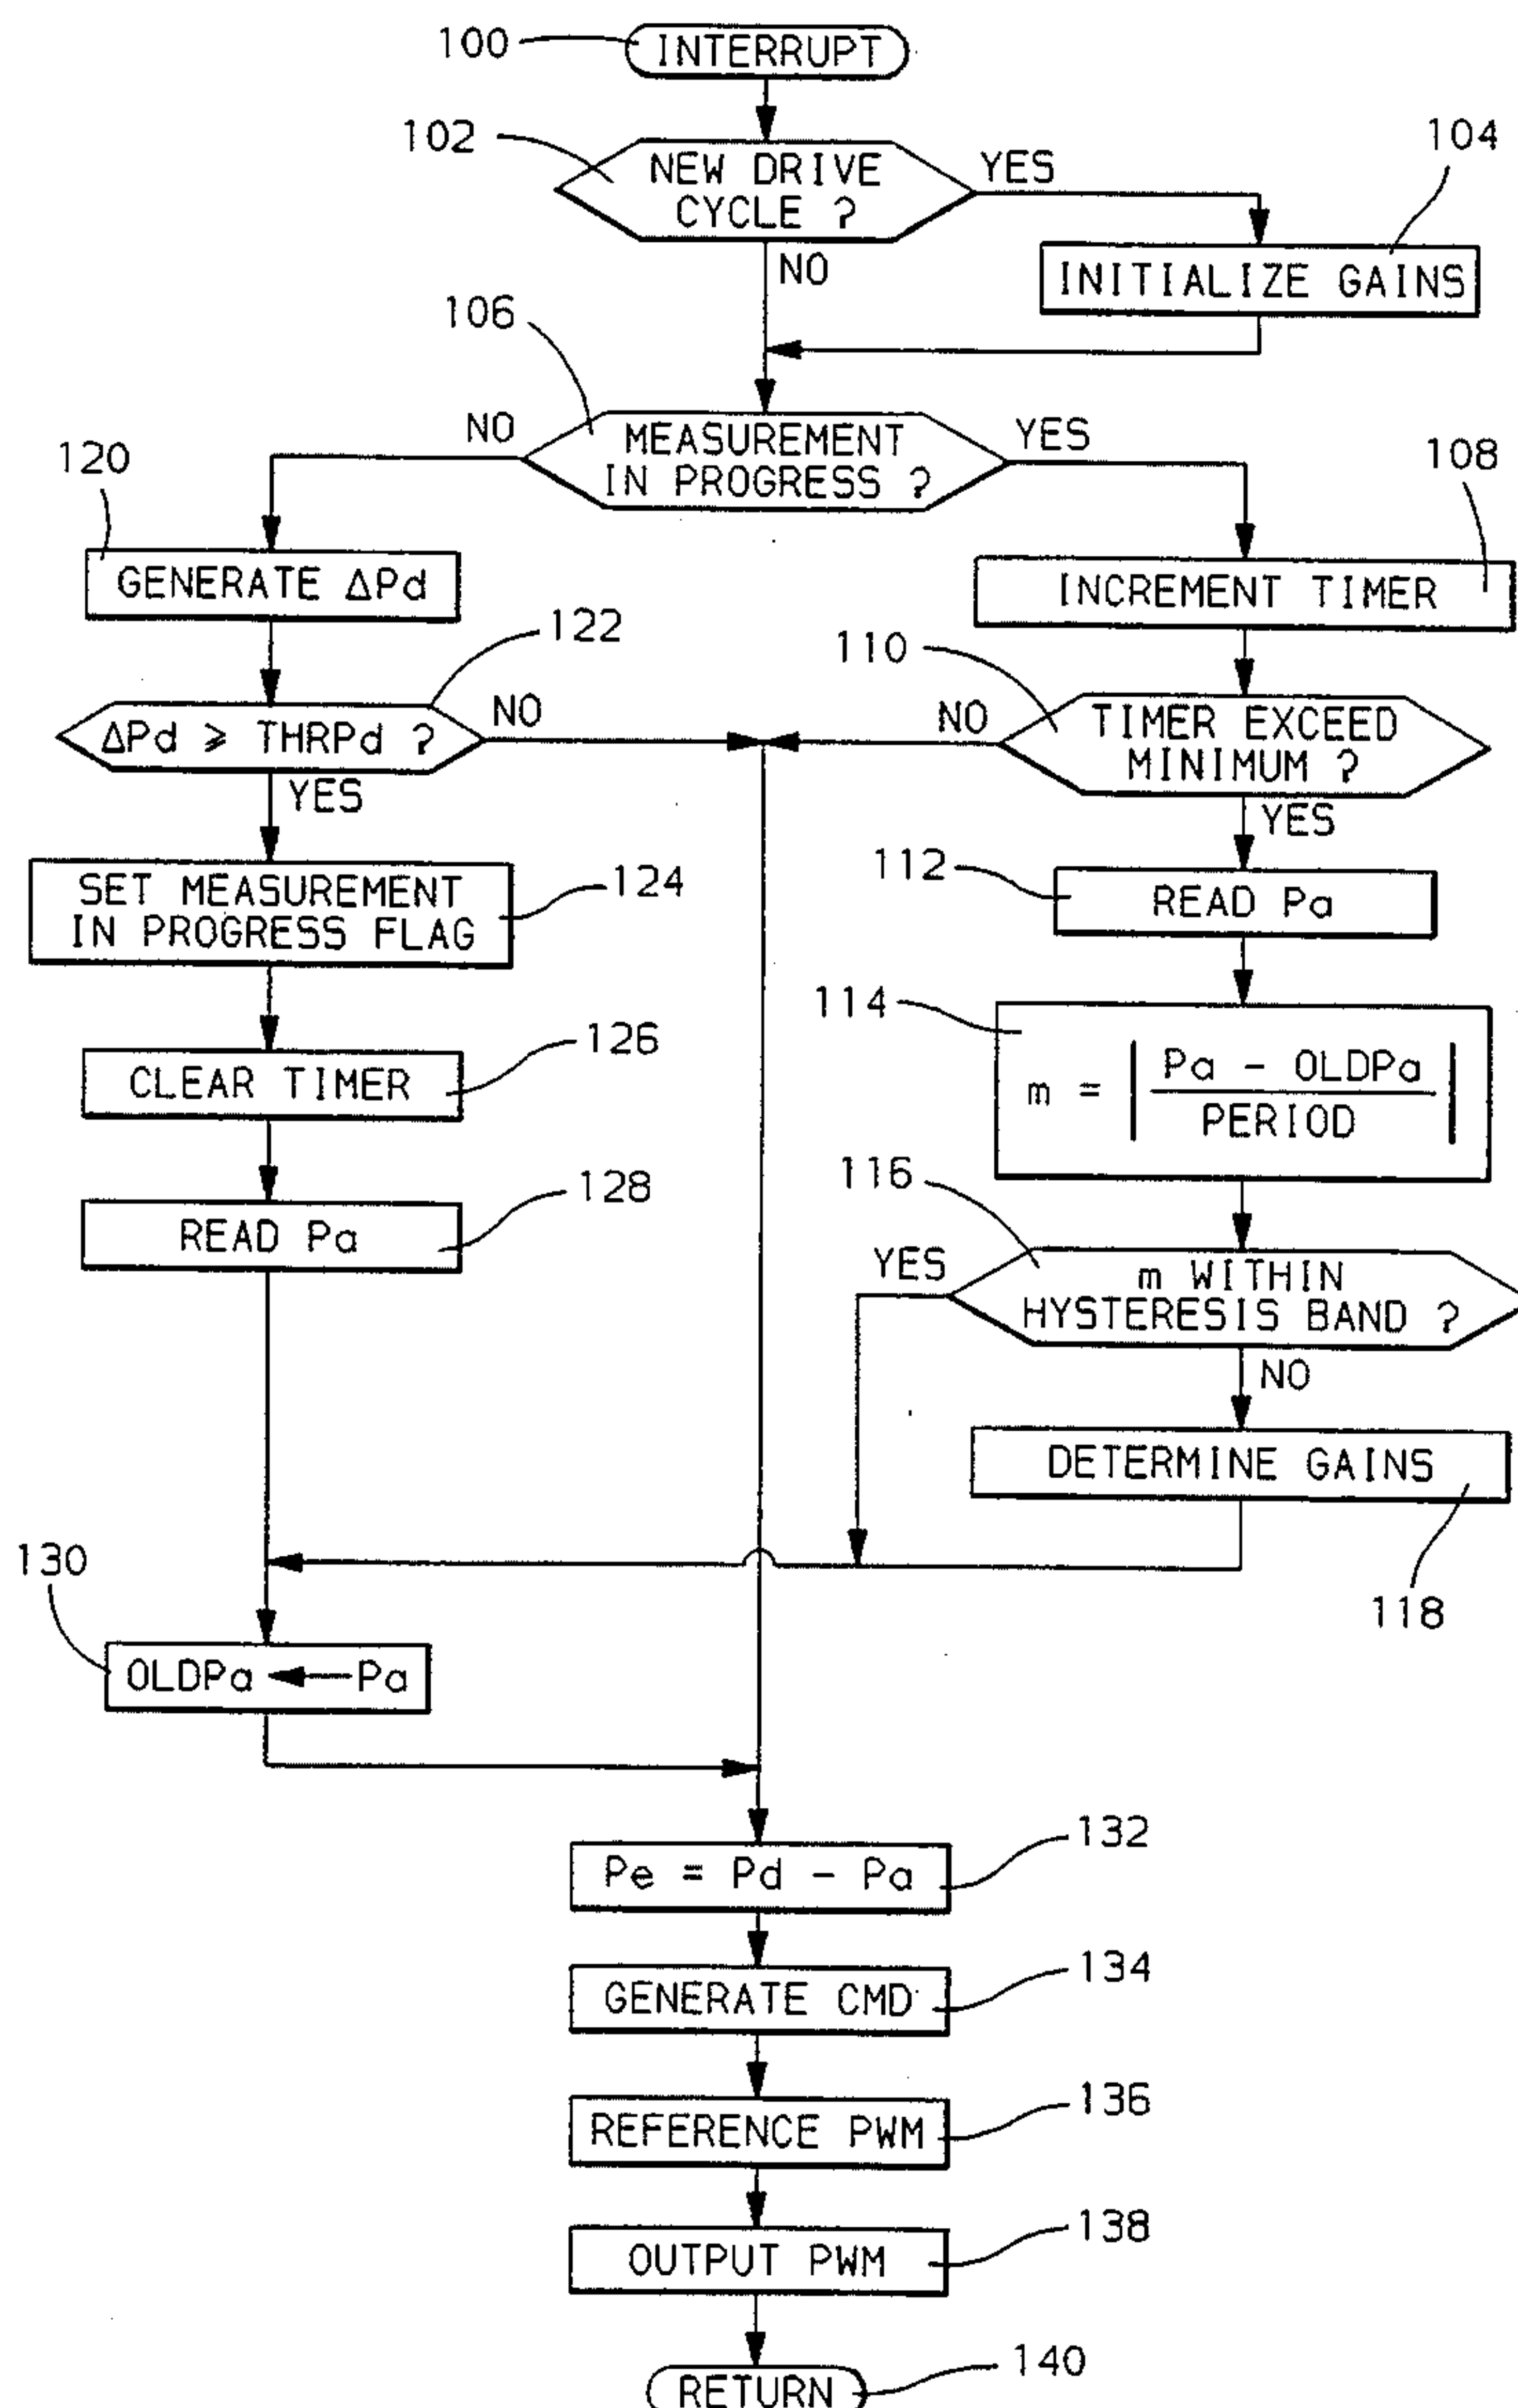 100
INTERRUPT
102
NEW DRIVE
CYCLE ?
YES
104
NO
INITIALIZE GAINS
106
NO
MEASUREMENT
IN PROGRESS ?
YES
120
108
GENERATE ΔPd
INCREMENT TIMER
122
110
ΔPd ≥ THRPd ?
NO
NO
TIMER EXCEED
MINIMUM ?
YES
YES
SET MEASUREMENT
IN PROGRESS FLAG
124
112
READ Pa
126
CLEAR TIMER
114
m = | Pa - OLDPa
PERIOD |
128
READ Pa
116
YES
m WITHIN
HYSTERESIS BAND ?
NO
DETERMINE GAINS
118
130
OLDPa ← Pa
132
Pe = Pd - Pa
134
GENERATE CMD
136
REFERENCE PWM
138
OUTPUT PWM
140
RETURN